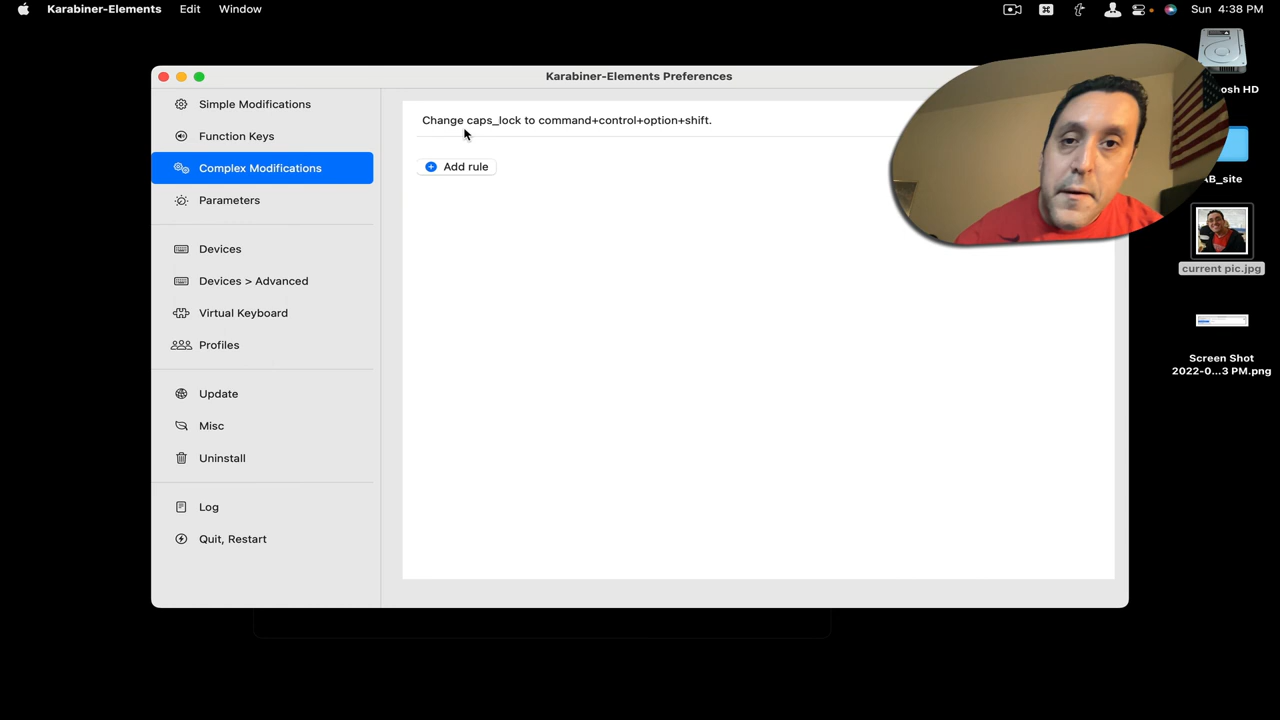 Karabiner-Elements Edit Window Sun 4:38 PM
Karabiner-Elements Preferences
Simple Modifications
Function Keys
Complex Modifications
Parameters
Devices
Devices > Advanced
Virtual Keyboard
Profiles
Update
Misc
Uninstall
Log
Quit, Restart
Change caps_lock to command+control+option+shift.
Add rule
osh HD
AB_site
current pic.jpg
Screen Shot
2022-0...3 PM.png